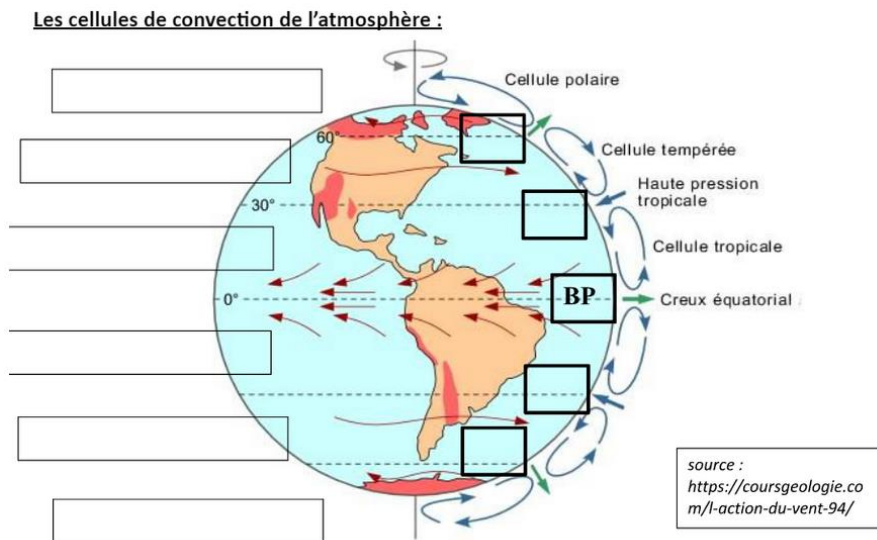 Les cellules de convection de l’atmosphère :
Cellule polaire
60°
Cellule tempérée
Haute pression
tropicale
30°
Cellule tropicale
BP
0°
Creux équatorial
source :
https://coursgeologie.co
m/l-action-du-vent-94/